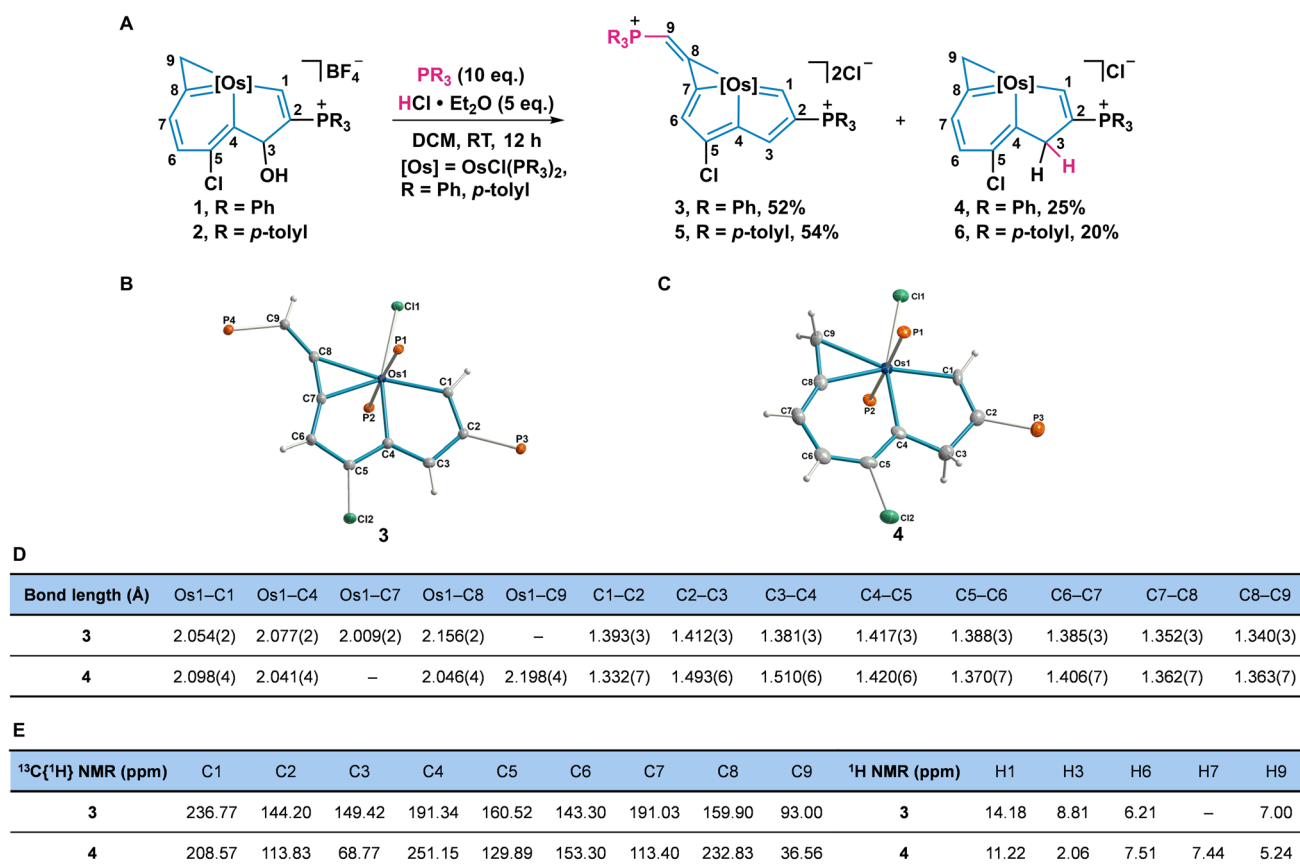 A
9
8
7
6
5
4
3
2
1
[Os]
Cl
OH
+
PR3
BF4−
1, R = Ph
2, R = p-tolyl
PR3 (10 eq.)
HCl • Et2O (5 eq.)
DCM, RT, 12 h
[Os] = OsCl(PR3)2,
R = Ph, p-tolyl
+
R3P
9
8
7
6
5
4
3
2
1
[Os]
Cl
+
PR3
2Cl−
3, R = Ph, 52%
5, R = p-tolyl, 54%
+
9
8
7
6
5
4
3
2
1
[Os]
Cl
H
H
+
PR3
Cl−
4, R = Ph, 25%
6, R = p-tolyl, 20%
B
P4
C9
C8
C7
C6
C5
C4
C3
C2
C1
Cl1
P1
Os1
P2
P3
Cl2
3
C
Cl1
P1
C9
Os1
C8
C1
P2
C7
C2
P3
C4
C6
C5
C3
Cl2
4
D
Bond length (Å) Os1–C1 Os1–C4 Os1–C7 Os1–C8 Os1–C9 C1–C2 C2–C3 C3–C4 C4–C5 C5–C6 C6–C7 C7–C8 C8–C9
3 2.054(2) 2.077(2) 2.009(2) 2.156(2) – 1.393(3) 1.412(3) 1.381(3) 1.417(3) 1.388(3) 1.385(3) 1.352(3) 1.340(3)
4 2.098(4) 2.041(4) – 2.046(4) 2.198(4) 1.332(7) 1.493(6) 1.510(6) 1.420(6) 1.370(7) 1.406(7) 1.362(7) 1.363(7)
E
13C{1H} NMR (ppm) C1 C2 C3 C4 C5 C6 C7 C8 C9 1H NMR (ppm) H1 H3 H6 H7 H9
3 236.77 144.20 149.42 191.34 160.52 143.30 191.03 159.90 93.00 3 14.18 8.81 6.21 – 7.00
4 208.57 113.83 68.77 251.15 129.89 153.30 113.40 232.83 36.56 4 11.22 2.06 7.51 7.44 5.24